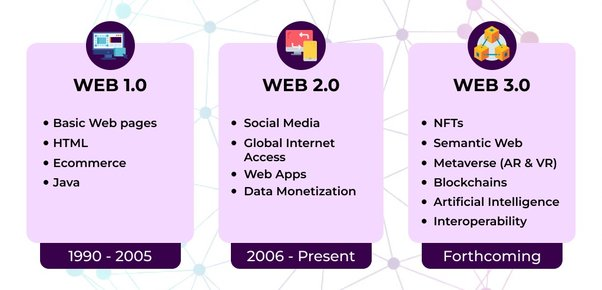 WEB 1.0
• Basic Web pages
• HTML
• Ecommerce
• Java
1990 - 2005
WEB 2.0
• Social Media
• Global Internet
Access
• Web Apps
• Data Monetization
2006 - Present
WEB 3.0
• NFTs
• Semantic Web
• Metaverse (AR & VR)
• Blockchains
• Artificial Intelligence
• Interoperability
Forthcoming